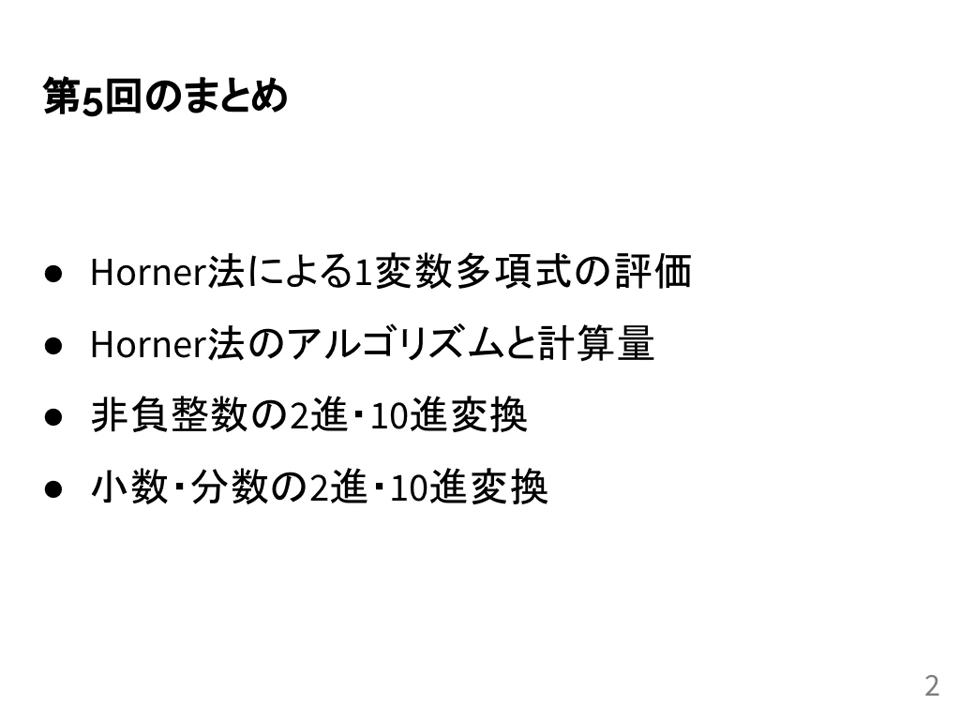 第5回のまとめ
● Horner法による1変数多項式の評価
● Horner法のアルゴリズムと計算量
● 非負整数の2進・10進変換
● 小数・分数の2進・10進変換
2